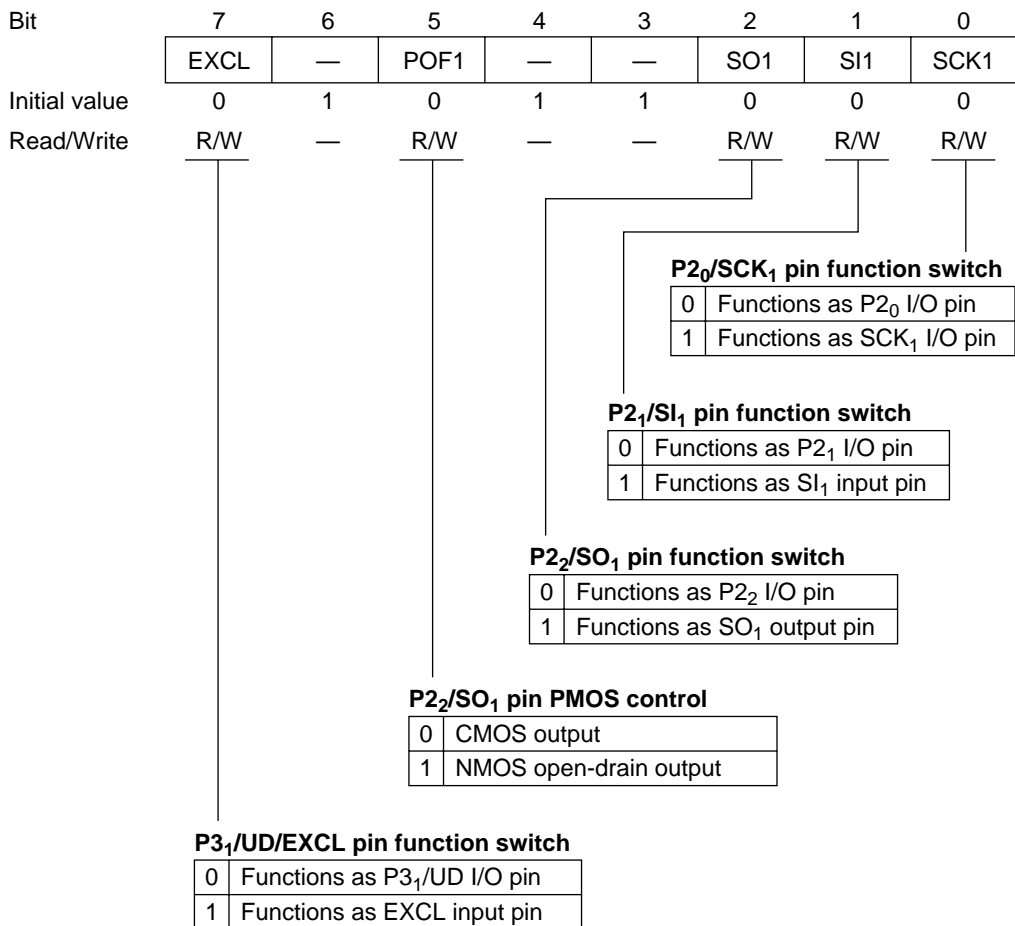 Bit 7 6 5 4 3 2 1 0
EXCL — POF1 — — SO1 SI1 SCK1
Initial value 0 1 0 1 1 0 0 0
Read/Write R/W — R/W — — R/W R/W R/W
P2₀/SCK₁ pin function switch
0 Functions as P2₀ I/O pin
1 Functions as SCK₁ I/O pin
P2₁/SI₁ pin function switch
0 Functions as P2₁ I/O pin
1 Functions as SI₁ input pin
P2₂/SO₁ pin function switch
0 Functions as P2₂ I/O pin
1 Functions as SO₁ output pin
P2₂/SO₁ pin PMOS control
0 CMOS output
1 NMOS open-drain output
P3₁/UD/EXCL pin function switch
0 Functions as P3₁/UD I/O pin
1 Functions as EXCL input pin